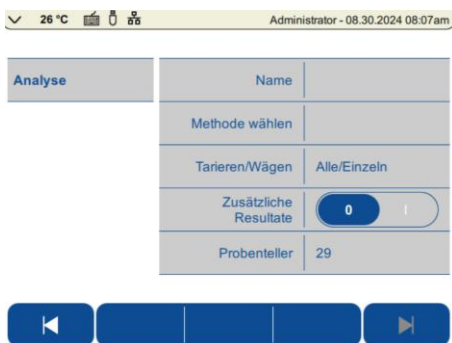 26 °C
Administrator - 08.30.2024 08:07am
Analyse
Name
Methode wählen
Tarieren/Wägen
Alle/Einzeln
Zusätzliche
Resultate
0 I
Probenteller
29